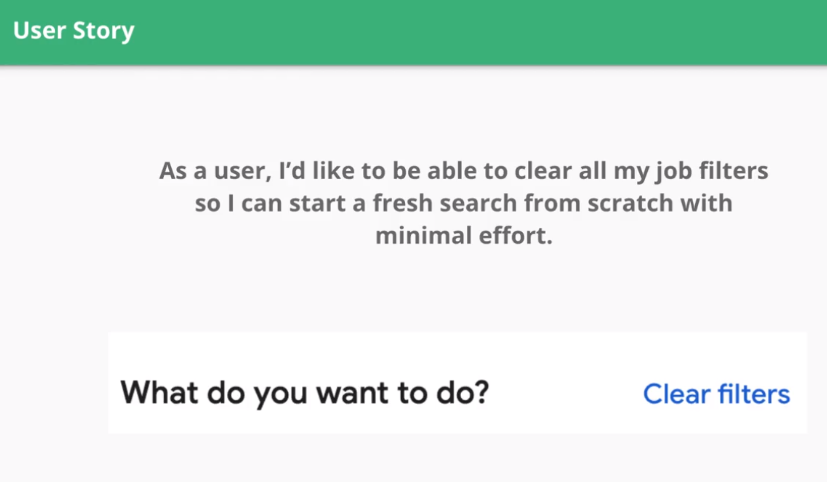 User Story
As a user, I’d like to be able to clear all my job filters
so I can start a fresh search from scratch with
minimal effort.
What do you want to do?
Clear filters